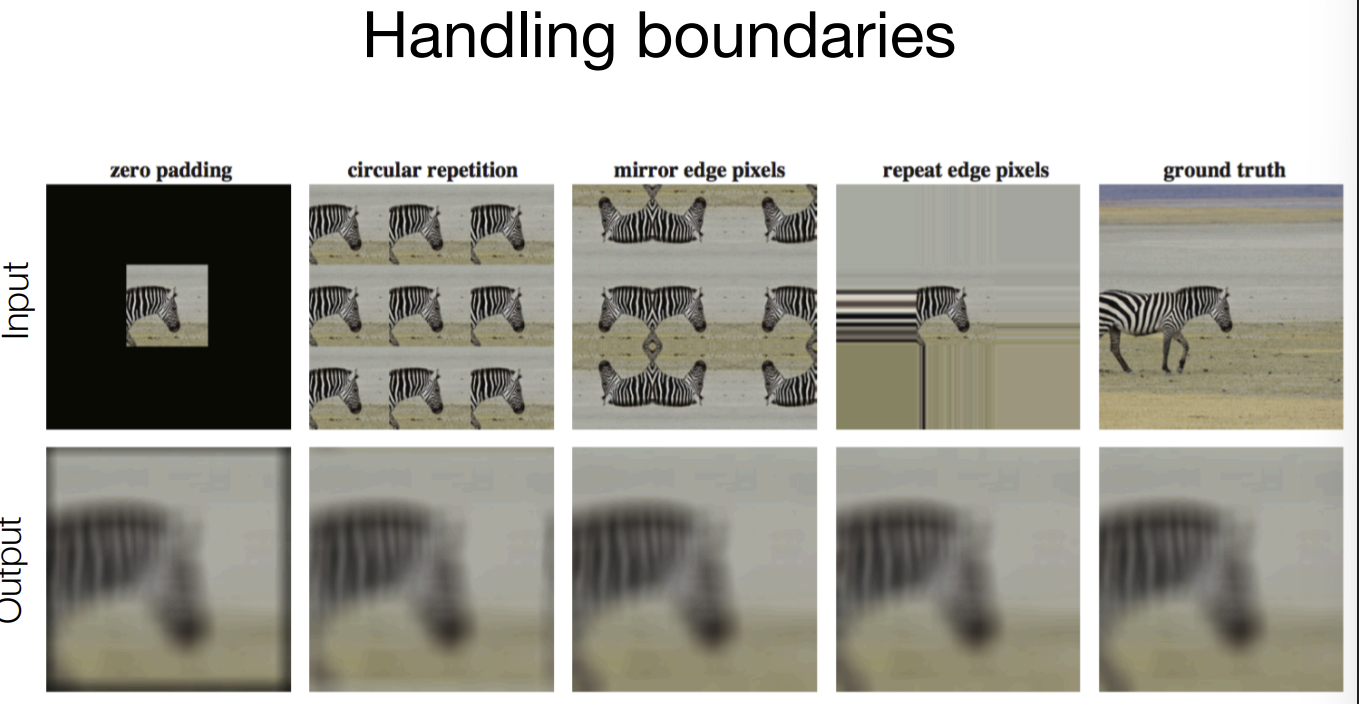 Handling boundaries
zero padding
circular repetition
mirror edge pixels
repeat edge pixels
ground truth
Input
Output